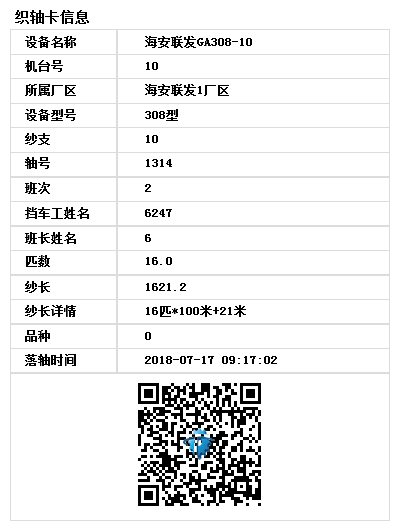 织轴卡信息
设备名称 海安联发GA308-10
机台号 10
所属厂区 海安联发1厂区
设备型号 308型
纱支 10
轴号 1314
班次 2
挡车工姓名 6247
班长姓名 6
匹数 16.0
纱长 1621.2
纱长详情 16匹*100米+21米
品种 0
落轴时间 2018-07-17 09:17:02